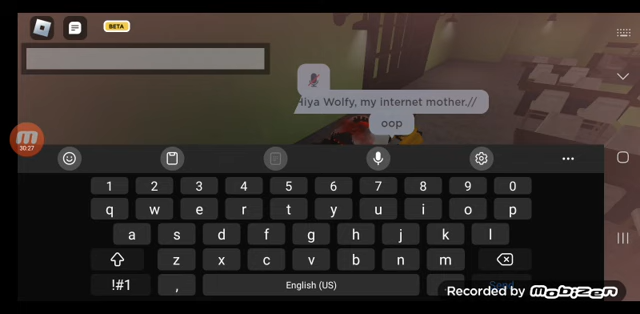 BETA
Hiya Wolfy, my internet mother.//
oop
30:27
1 2 3 4 5 6 7 8 9 0
q w e r t y u i o p
a s d f g h j k l
z x c v b n m
!#1 , English (US) Send
Recorded by Mobizen